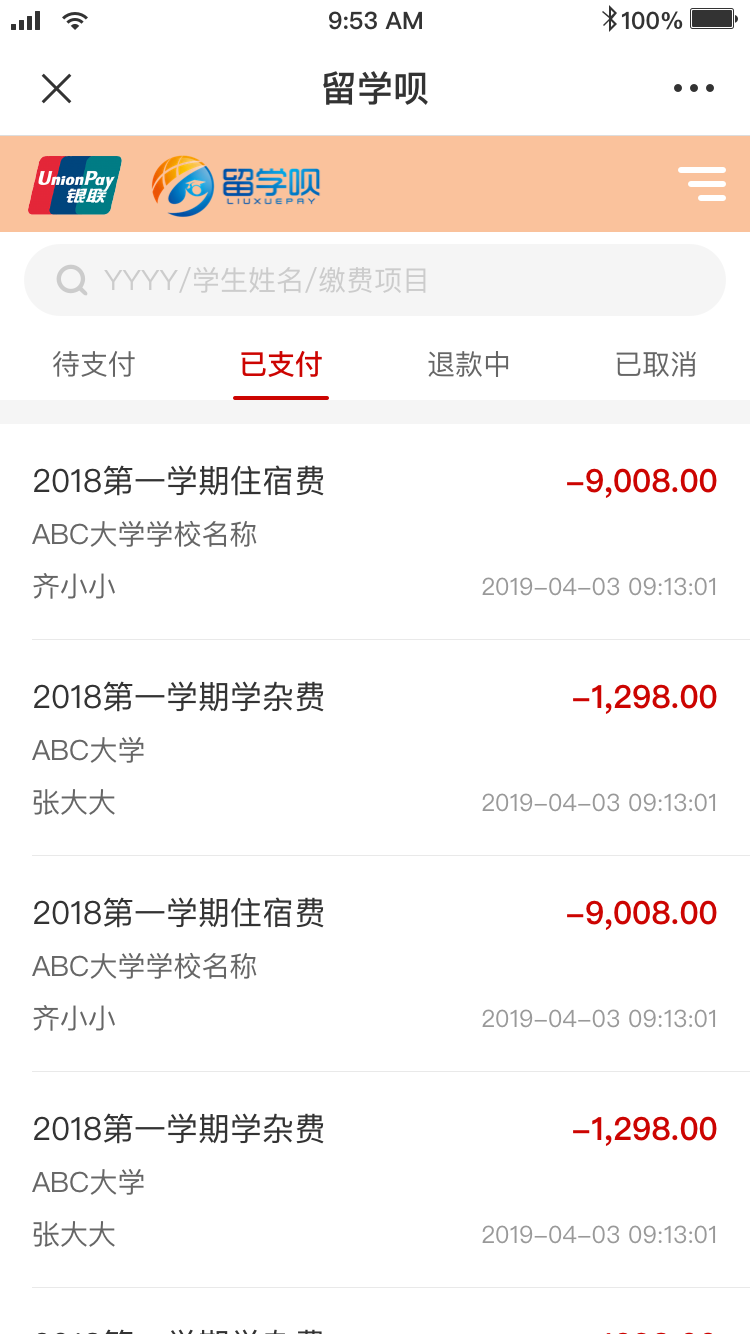 9:53 AM
100%
留学呗
UnionPay
银联
留学呗
LIUXUEPAY
YYYY/学生姓名/缴费项目
待支付 已支付 退款中 已取消
2018第一学期住宿费 -9,008.00
ABC大学学校名称
齐小小 2019-04-03 09:13:01
2018第一学期学杂费 -1,298.00
ABC大学
张大大 2019-04-03 09:13:01
2018第一学期住宿费 -9,008.00
ABC大学学校名称
齐小小 2019-04-03 09:13:01
2018第一学期学杂费 -1,298.00
ABC大学
张大大 2019-04-03 09:13:01